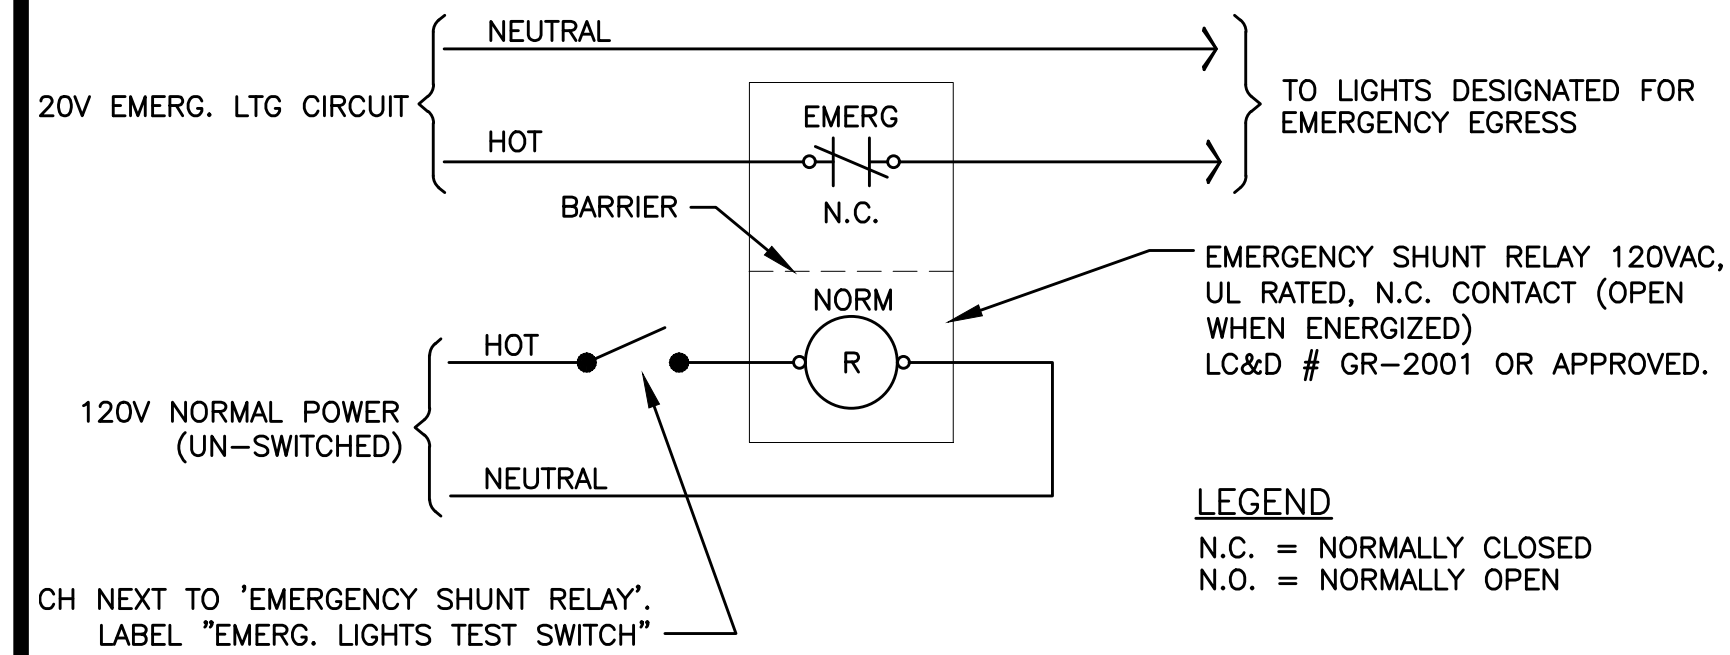 NEUTRAL
20V EMERG. LTG CIRCUIT
HOT
EMERG
N.C.
TO LIGHTS DESIGNATED FOR
EMERGENCY EGRESS
BARRIER
EMERGENCY SHUNT RELAY 120VAC,
UL RATED, N.C. CONTACT (OPEN
WHEN ENERGIZED)
LC&D # GR-2001 OR APPROVED.
NORM
R
HOT
120V NORMAL POWER
(UN-SWITCHED)
NEUTRAL
CH NEXT TO 'EMERGENCY SHUNT RELAY'.
LABEL "EMERG. LIGHTS TEST SWITCH"
LEGEND
N.C. = NORMALLY CLOSED
N.O. = NORMALLY OPEN